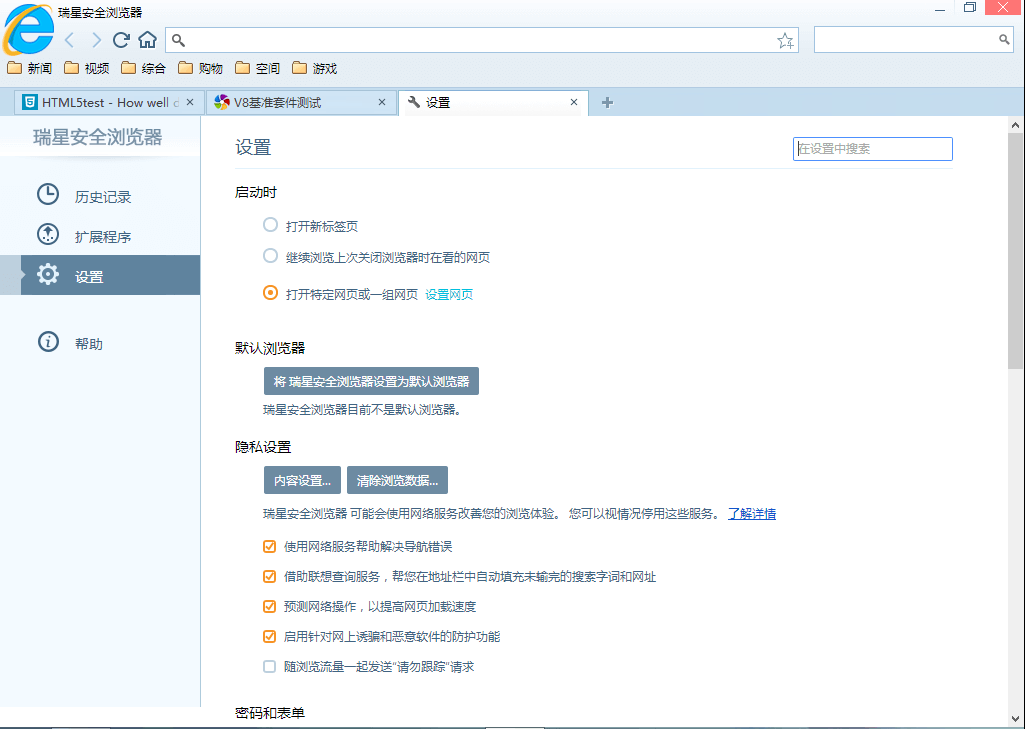 瑞星安全浏览器
新闻 视频 综合 购物 空间 游戏
HTML5test - How well d V8基准套件测试 设置
瑞星安全浏览器
历史记录
扩展程序
设置
帮助
设置 在设置中搜索
启动时
打开新标签页
继续浏览上次关闭浏览器时在看的网页
打开特定网页或一组网页 设置网页
默认浏览器
将 瑞星安全浏览器设置为默认浏览器
瑞星安全浏览器目前不是默认浏览器。
隐私设置
内容设置... 清除浏览数据...
瑞星安全浏览器 可能会使用网络服务改善您的浏览体验。 您可以视情况停用这些服务。 了解详情
使用网络服务帮助解决导航错误
借助联想查询服务，帮您在地址栏中自动填充未输完的搜索字词和网址
预测网络操作，以提高网页加载速度
启用针对网上诱骗和恶意软件的防护功能
随浏览流量一起发送"请勿跟踪"请求
密码和表单